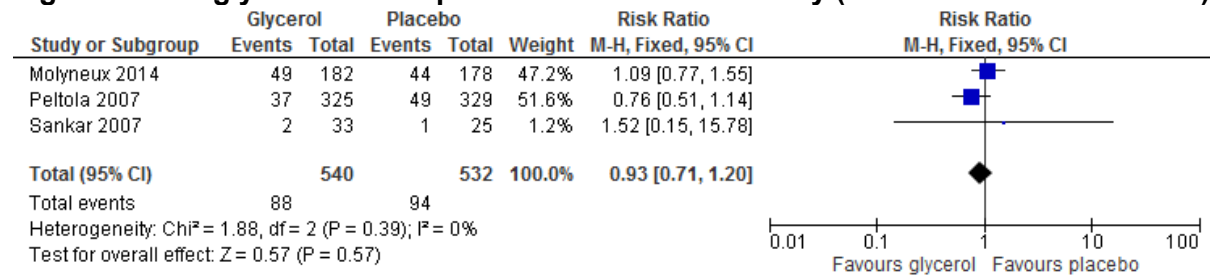 Glycerol Placebo Risk Ratio Risk Ratio
Study or Subgroup Events Total Events Total Weight M-H, Fixed, 95% CI M-H, Fixed, 95% CI
Molyneux 2014 49 182 44 178 47.2% 1.09 [0.77, 1.55]
Peltola 2007 37 325 49 329 51.6% 0.76 [0.51, 1.14]
Sankar 2007 2 33 1 25 1.2% 1.52 [0.15, 15.78]
Total (95% CI) 540 532 100.0% 0.93 [0.71, 1.20]
Total events 88 94
Heterogeneity: Chi² = 1.88, df = 2 (P = 0.39); I² = 0%
Test for overall effect: Z = 0.57 (P = 0.57)
0.01 0.1 1 10 100
Favours glycerol Favours placebo